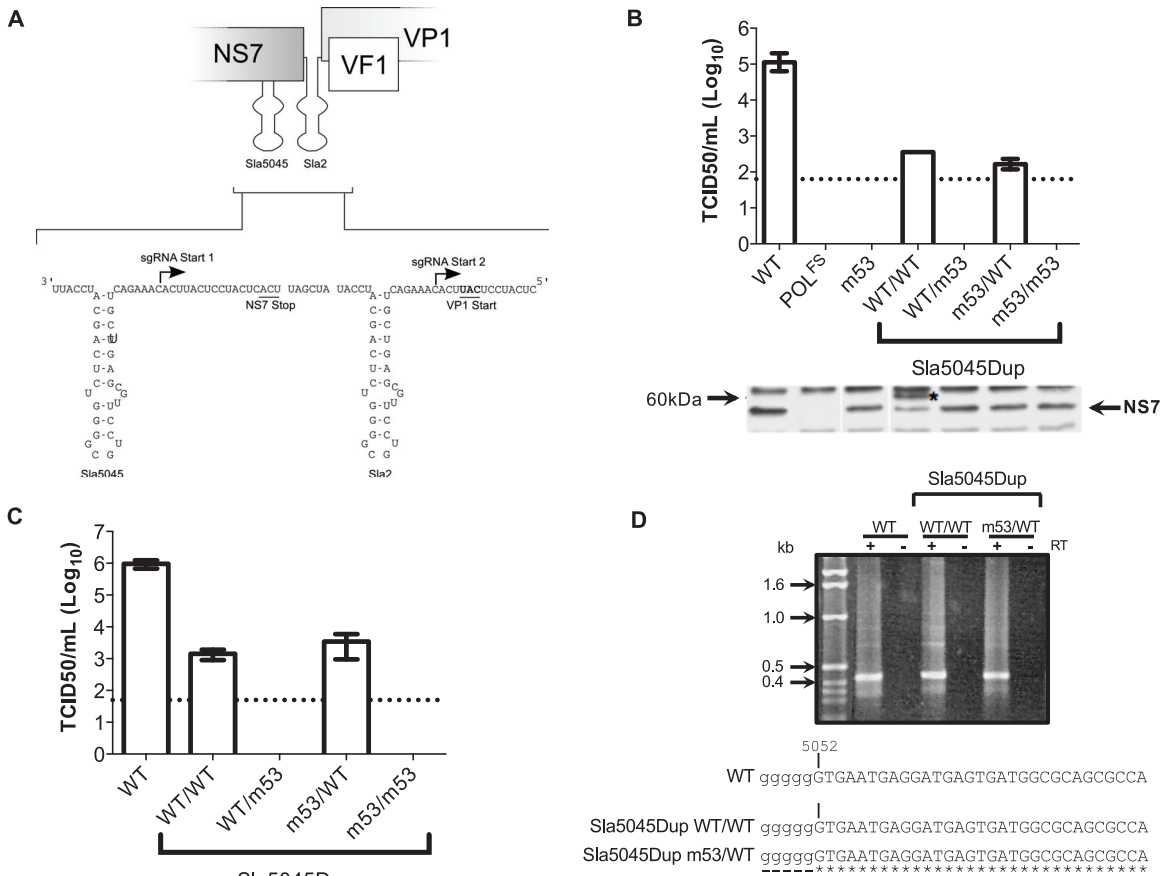 A
NS7
VP1
VF1
Sla5045
Sla2
sgRNA Start 1
sgRNA Start 2
3'
UUACCU
CAGAAACACUUACUCCUACUCACU
UAGCUA
UACCU
CAGAAACACUUACUCCUACUC
5'
NS7 Stop
VP1 Start
Sla5045
Sla2
B
TCID50/mL (Log10)
6
5
4
3
2
1
0
WT
POLFS
m53
WT/WT
WT/m53
m53/WT
m53/m53
Sla5045Dup
60kDa
*
NS7
C
TCID50/mL (Log10)
7
6
5
4
3
2
1
0
WT
WT/WT
WT/m53
m53/WT
m53/m53
D
Sla5045Dup
WT
WT/WT
m53/WT
kb
+ - + - + - RT
1.6
1.0
0.5
0.4
5052
WT gggggGTGAATGAGGATGAGTGATGGCGCAGCGCCA
Sla5045Dup WT/WT gggggGTGAATGAGGATGAGTGATGGCGCAGCGCCA
Sla5045Dup m53/WT gggggGTGAATGAGGATGAGTGATGGCGCAGCGCCA